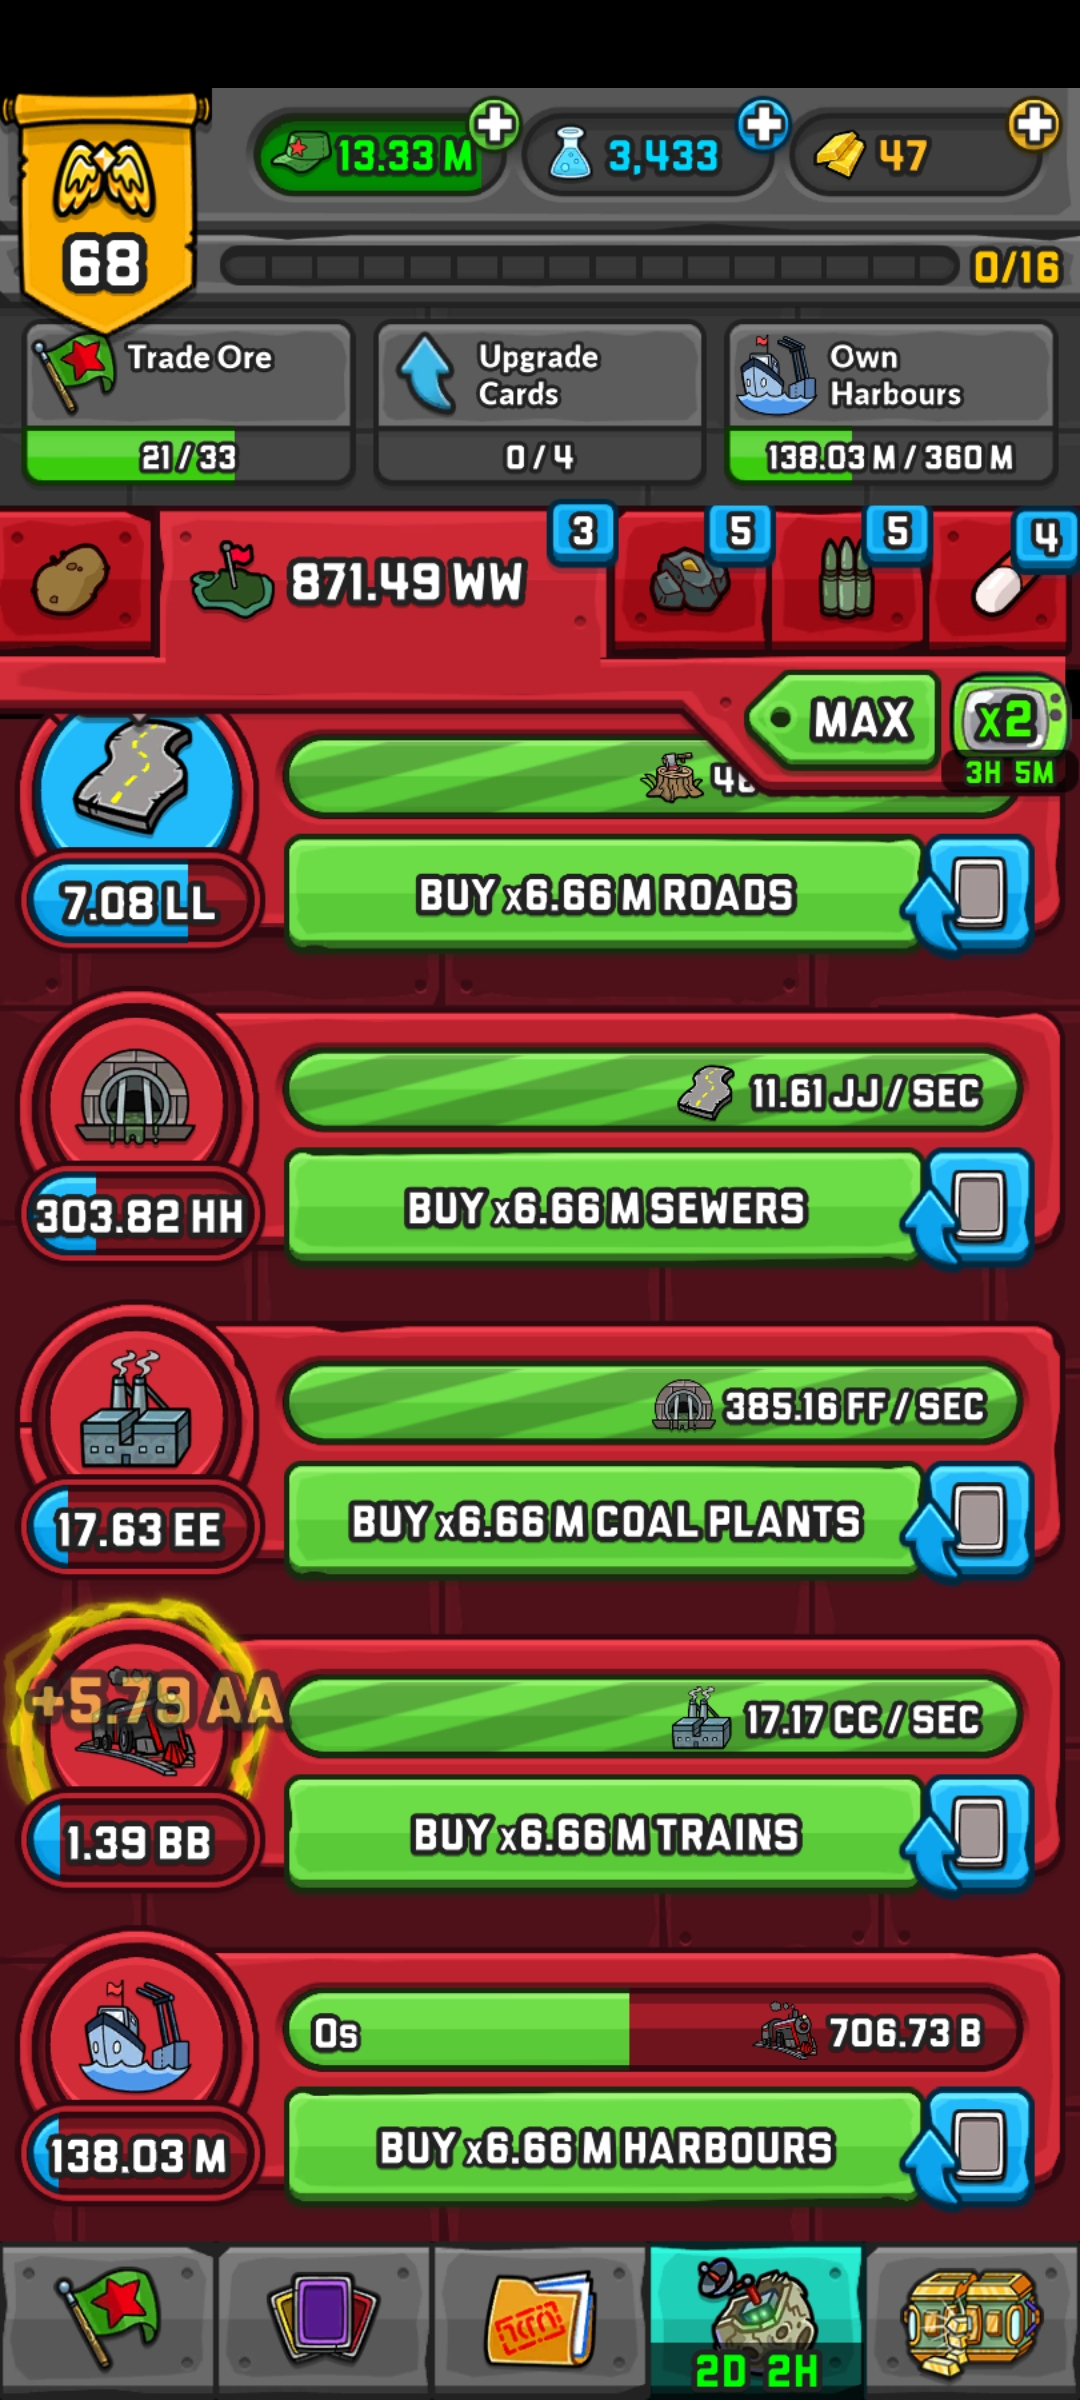 13.33 M
3,433
47
68
0/16
Trade Ore
Upgrade
Cards
Own
Harbours
21 / 33
0 / 4
138.03 M / 360 M
871.49 WW
3
5
5
4
MAX
x2
3H 5M
7.08 LL
BUY x6.66 M ROADS
11.61 JJ / SEC
303.82 HH
BUY x6.66 M SEWERS
385.16 FF / SEC
17.63 EE
BUY x6.66 M COAL PLANTS
+5.79 AA
17.17 CC / SEC
1.39 BB
BUY x6.66 M TRAINS
0s
706.73 B
138.03 M
BUY x6.66 M HARBOURS
2D 2H